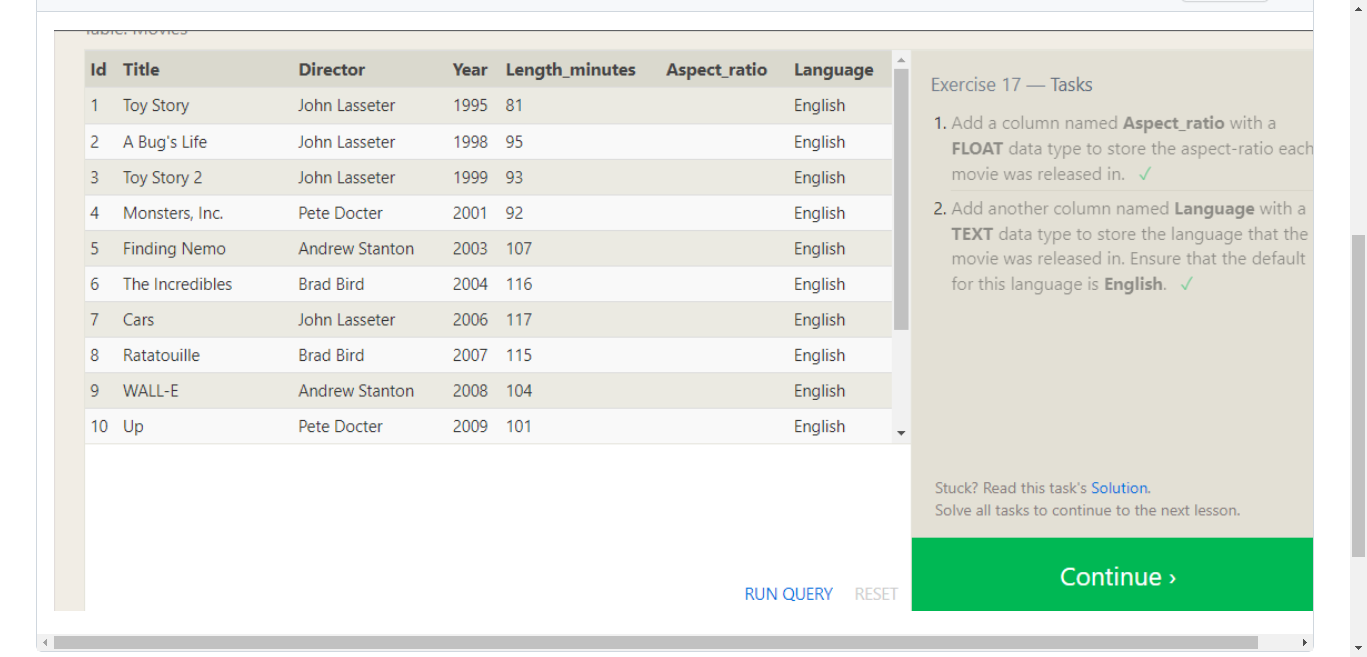 Table: Movies
Id Title Director Year Length_minutes Aspect_ratio Language
1 Toy Story John Lasseter 1995 81 English
2 A Bug's Life John Lasseter 1998 95 English
3 Toy Story 2 John Lasseter 1999 93 English
4 Monsters, Inc. Pete Docter 2001 92 English
5 Finding Nemo Andrew Stanton 2003 107 English
6 The Incredibles Brad Bird 2004 116 English
7 Cars John Lasseter 2006 117 English
8 Ratatouille Brad Bird 2007 115 English
9 WALL-E Andrew Stanton 2008 104 English
10 Up Pete Docter 2009 101 English
RUN QUERY RESET
Exercise 17 — Tasks
1. Add a column named Aspect_ratio with a
FLOAT data type to store the aspect-ratio each
movie was released in. ✓
2. Add another column named Language with a
TEXT data type to store the language that the
movie was released in. Ensure that the default
for this language is English. ✓
Stuck? Read this task's Solution.
Solve all tasks to continue to the next lesson.
Continue ›